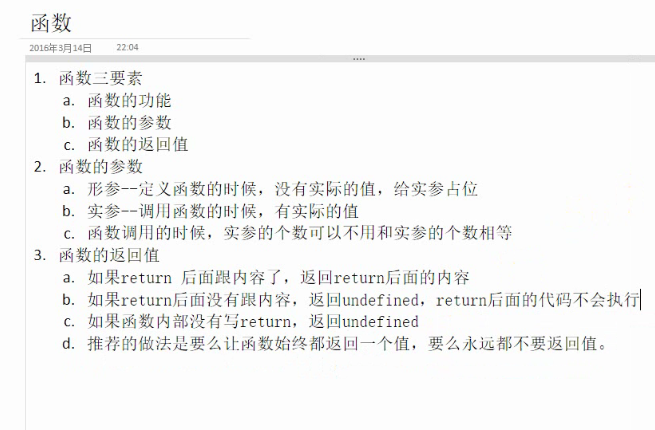 函数
2016年3月14日 22:04
1. 函数三要素
a. 函数的功能
b. 函数的参数
c. 函数的返回值
2. 函数的参数
a. 形参--定义函数的时候，没有实际的值，给实参占位
b. 实参--调用函数的时候，有实际的值
c. 函数调用的时候，实参的个数可以不用和实参的个数相等
3. 函数的返回值
a. 如果return 后面跟内容了，返回return后面的内容
b. 如果return后面没有跟内容，返回undefined，return后面的代码不会执行
c. 如果函数内部没有写return，返回undefined
d. 推荐的做法是要么让函数始终都返回一个值，要么永远都不要返回值。